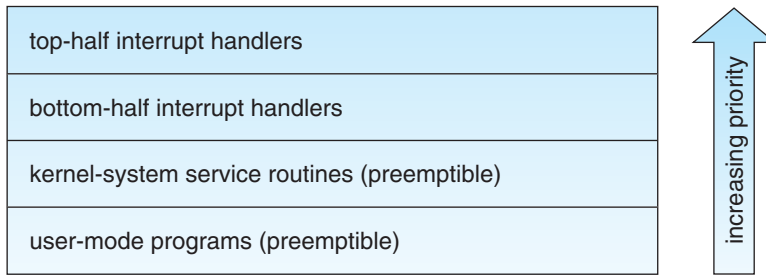 top-half interrupt handlers
bottom-half interrupt handlers
kernel-system service routines (preemptible)
user-mode programs (preemptible)
increasing priority